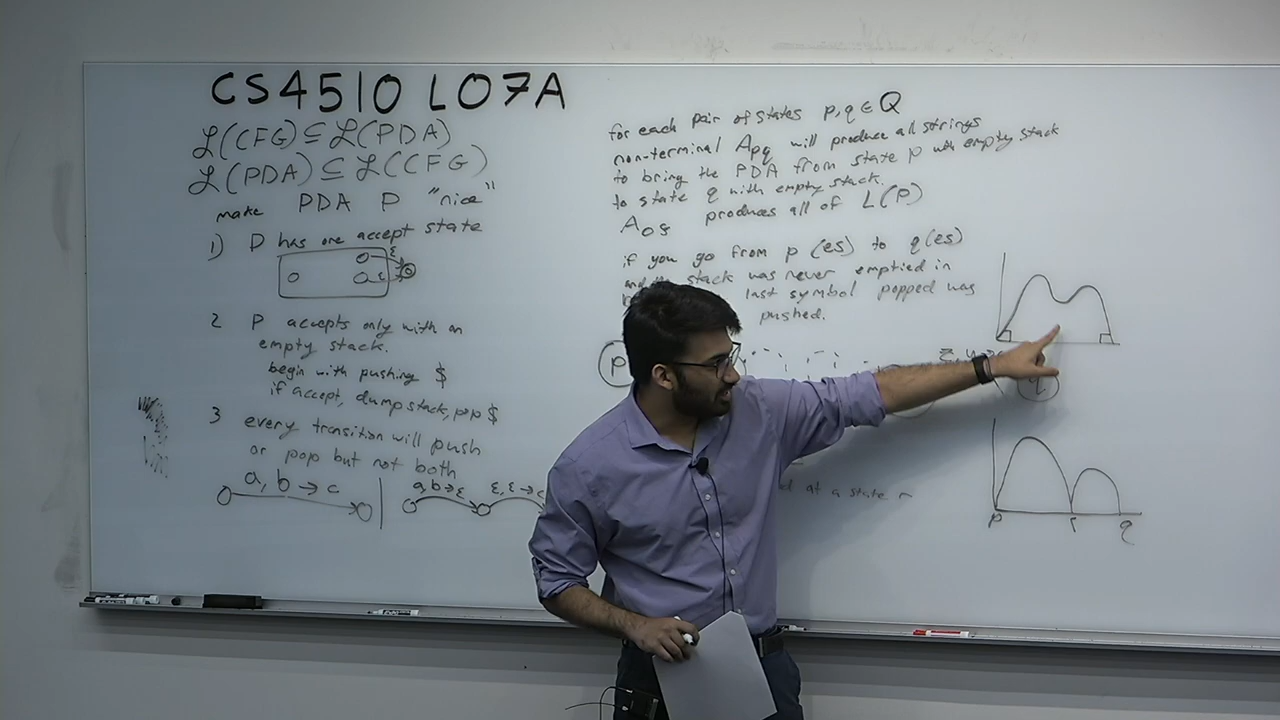 CS4510 L07A
ℒ(CFG) ⊆ ℒ(PDA)
ℒ(PDA) ⊆ ℒ(CFG)
make PDA P "nice"
1) P has one accept state
ε
ε
2 P accepts only with an
empty stack.
begin with pushing $
if accept, dump stack, pop $
3 every transition will push
or pop but not both
a, b → c
a, b → ε
ε, ε → c
for each pair of states p,q ∈ Q
non-terminal Apq will produce all strings
to bring the PDA from state p with empty stack
to state q with empty stack.
A0s produces all of L(P)
if you go from p (es) to q(es)
stack was never emptied in
last symbol popped was
pushed.
p
q
at a state r
p r q